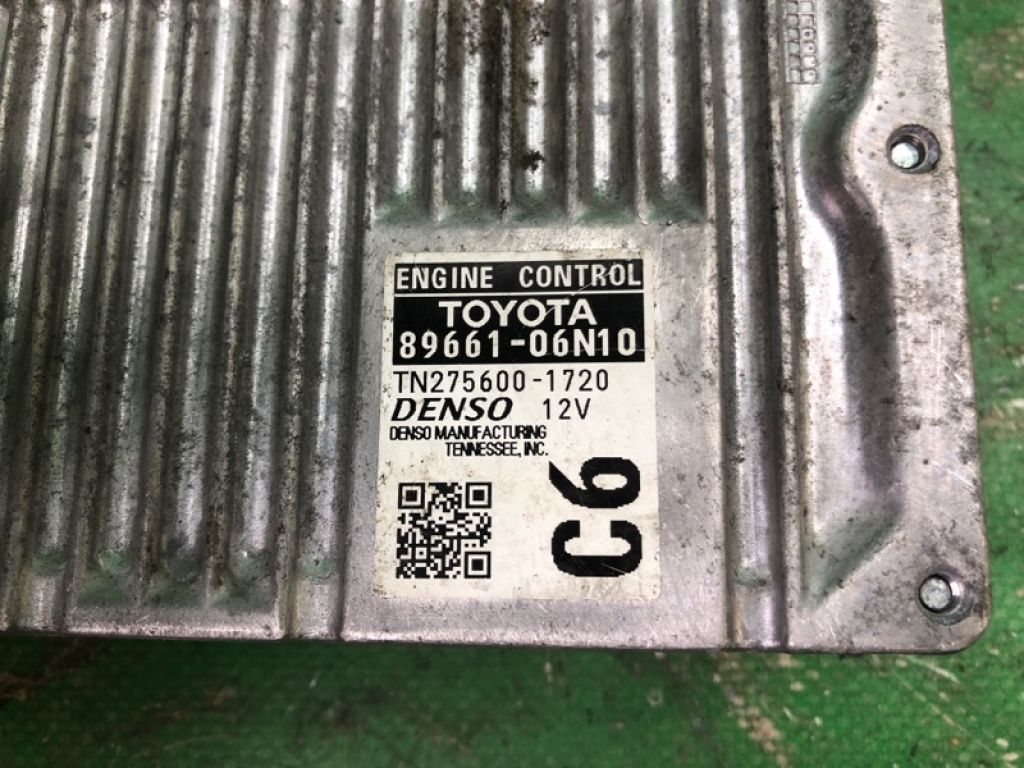 ENGINE CONTROL
TOYOTA
89661-06N10
TN275600-1720
DENSO 12V
DENSO MANUFACTURING
TENNESSEE, INC.
C6